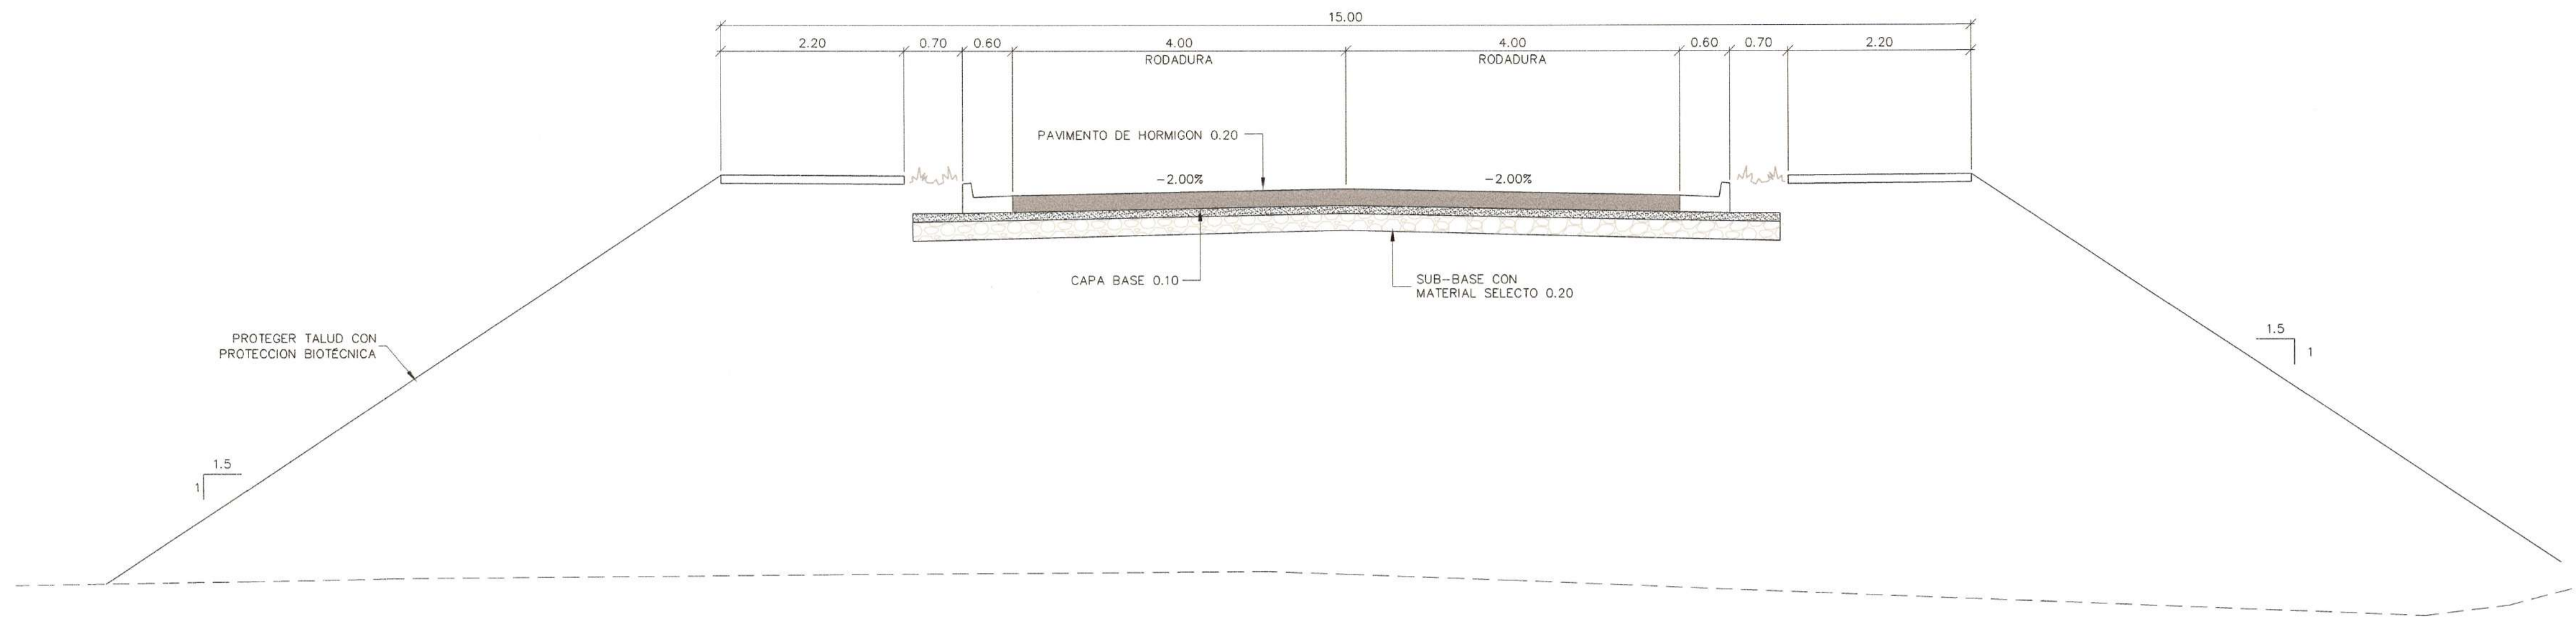 15.00
2.20 0.70 0.60 4.00 4.00 0.60 0.70 2.20
RODADURA RODADURA
PAVIMENTO DE HORMIGON 0.20
-2.00% -2.00%
CAPA BASE 0.10
SUB-BASE CON
MATERIAL SELECTO 0.20
PROTEGER TALUD CON
PROTECCION BIOTÉCNICA
1.5
1
1.5
1